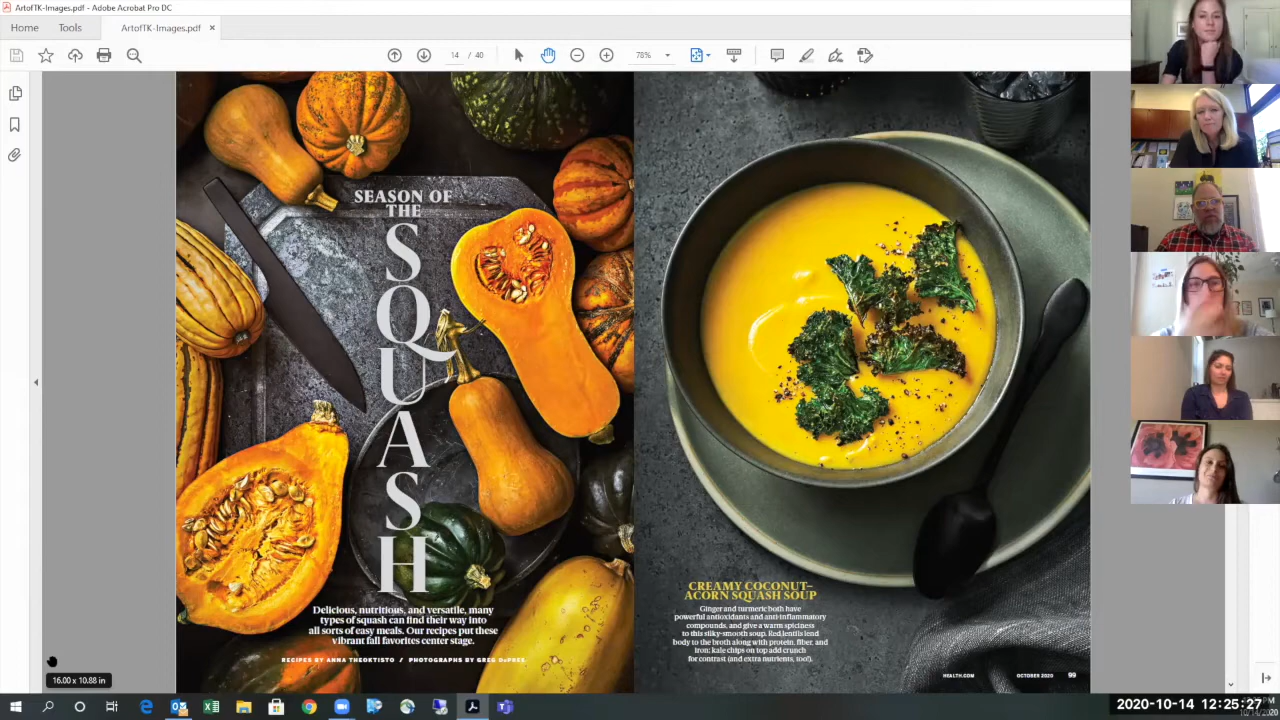 ArtofTK-Images.pdf - Adobe Acrobat Pro DC
Home
Tools
ArtofTK-Images.pdf
×
14 / 40
78%
SEASON OF
THE
SQUASH
Delicious, nutritious, and versatile, many
types of squash can find their way into
all sorts of easy meals. Our recipes put these
vibrant fall favorites center stage.
RECIPES BY ANNA THEOKTISTO / PHOTOGRAPHS BY GREG DuPREE
CREAMY COCONUT–
ACORN SQUASH SOUP
Ginger and turmeric both have
powerful antioxidants and anti-inflammatory
compounds, and give a warm spiciness
to this silky-smooth soup. Red lentils lend
body to the broth along with protein, fiber, and
iron; kale chips on top add crunch
for contrast (and extra nutrients, too!).
HEALTH.COM
OCTOBER 2020
99
16.00 x 10.88 in
2020-10-14 12:25:27